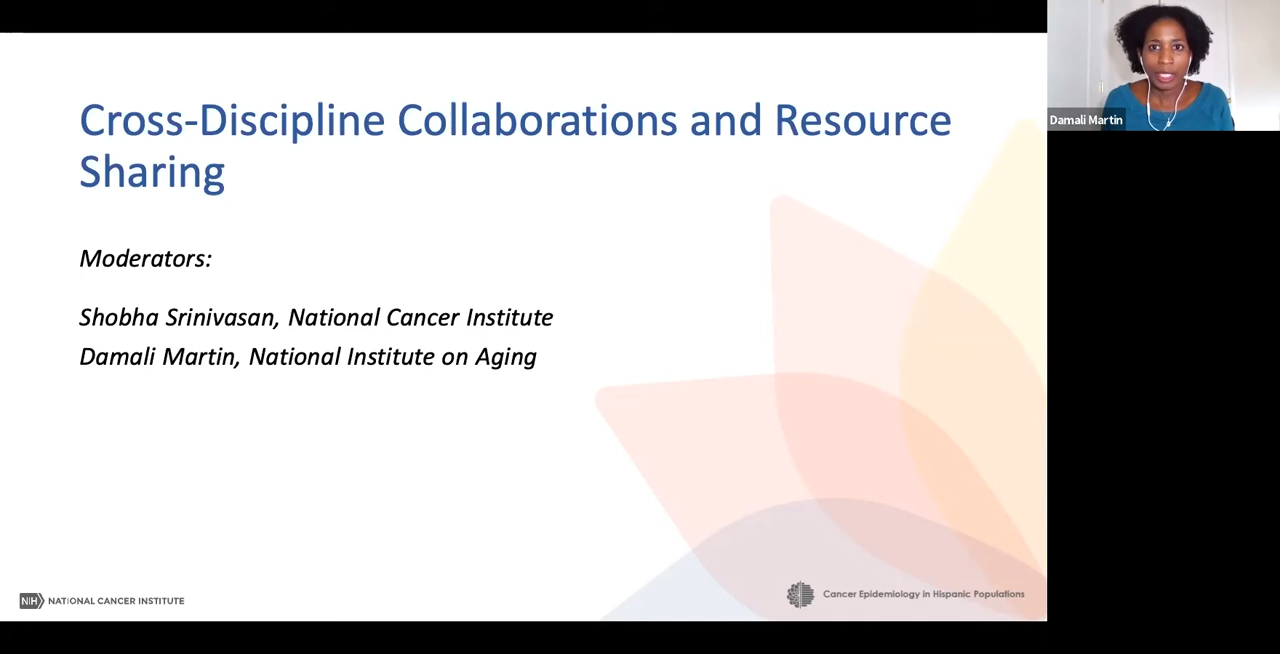 Cross-Discipline Collaborations and Resource
Sharing
Moderators:
Shobha Srinivasan, National Cancer Institute
Damali Martin, National Institute on Aging
NIH NATIONAL CANCER INSTITUTE
Cancer Epidemiology in Hispanic Populations
Damali Martin